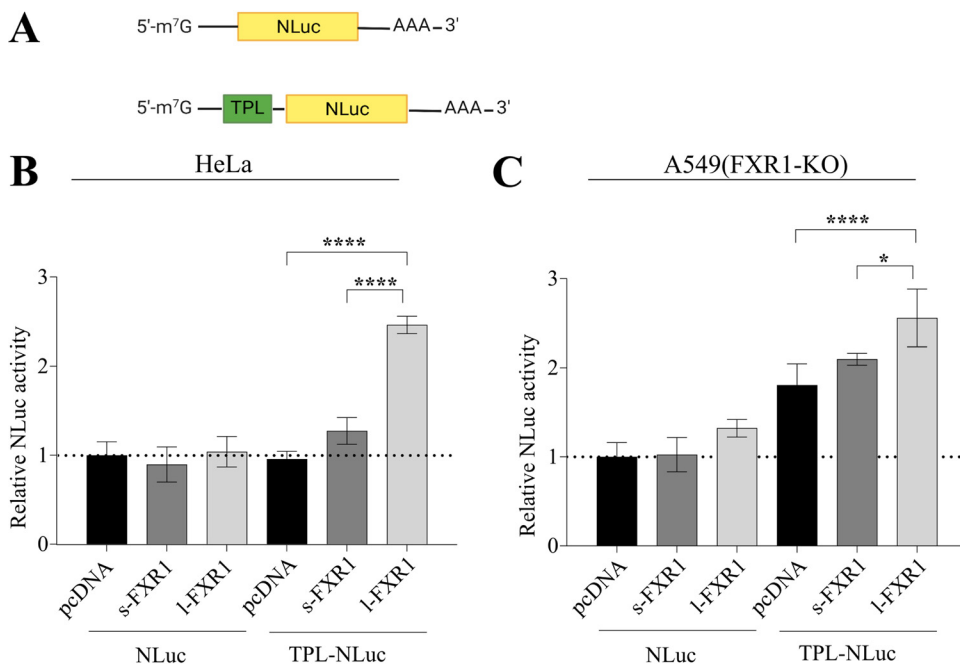 A
5'-m⁷G NLuc AAA-3'
5'-m⁷G TPL NLuc AAA-3'
B
HeLa
Relative NLuc activity
3
2
1
0
****
****
pcDNA
s-FXR1
l-FXR1
pcDNA
s-FXR1
l-FXR1
NLuc
TPL-NLuc
C
A549(FXR1-KO)
Relative NLuc activity
3
2
1
0
****
*
pcDNA
s-FXR1
l-FXR1
pcDNA
s-FXR1
l-FXR1
NLuc
TPL-NLuc